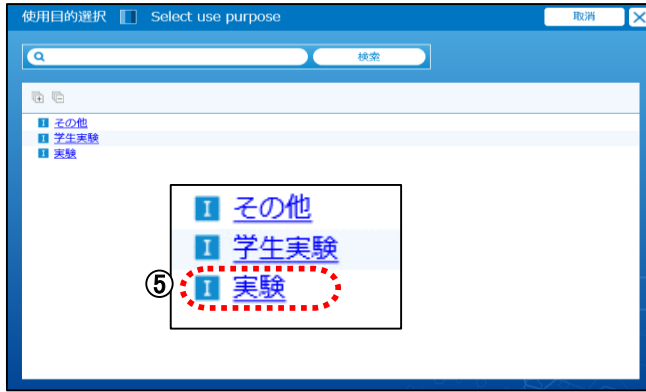 使用目的選択 Select use purpose 取消
検索
I その他
I 学生実験
I 実験
I その他
I 学生実験
⑤ I 実験